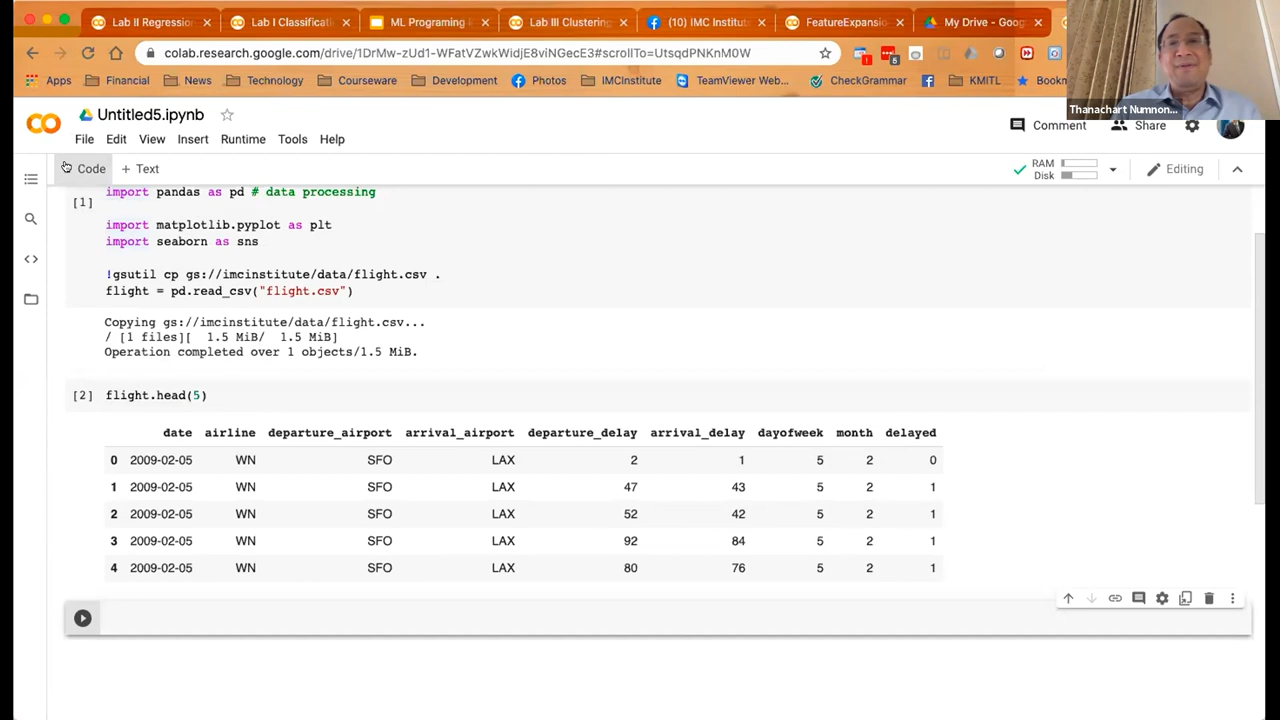 Lab II Regression
Lab I Classificati
ML Programing i
Lab III Clustering
(10) IMC Institut
FeatureExpansio
My Drive - Goog
colab.research.google.com/drive/1DrMw-zUd1-WFatVZwkWidjE8viNGecE3#scrollTo=UtsqdPNKnM0W
Apps
Financial
News
Technology
Courseware
Development
Photos
IMCInstitute
TeamViewer Web...
CheckGrammar
KMITL
Bookm
Thanachart Numnon...
Untitled5.ipynb
File Edit View Insert Runtime Tools Help
Comment
Share
Code + Text
RAM
Disk
Editing
import pandas as pd # data processing
[1]
import matplotlib.pyplot as plt
import seaborn as sns
!gsutil cp gs://imcinstitute/data/flight.csv .
flight = pd.read_csv("flight.csv")
Copying gs://imcinstitute/data/flight.csv...
/ [1 files][ 1.5 MiB/ 1.5 MiB]
Operation completed over 1 objects/1.5 MiB.
[2] flight.head(5)
date airline departure_airport arrival_airport departure_delay arrival_delay dayofweek month delayed
0 2009-02-05 WN SFO LAX 2 1 5 2 0
1 2009-02-05 WN SFO LAX 47 43 5 2 1
2 2009-02-05 WN SFO LAX 52 42 5 2 1
3 2009-02-05 WN SFO LAX 92 84 5 2 1
4 2009-02-05 WN SFO LAX 80 76 5 2 1